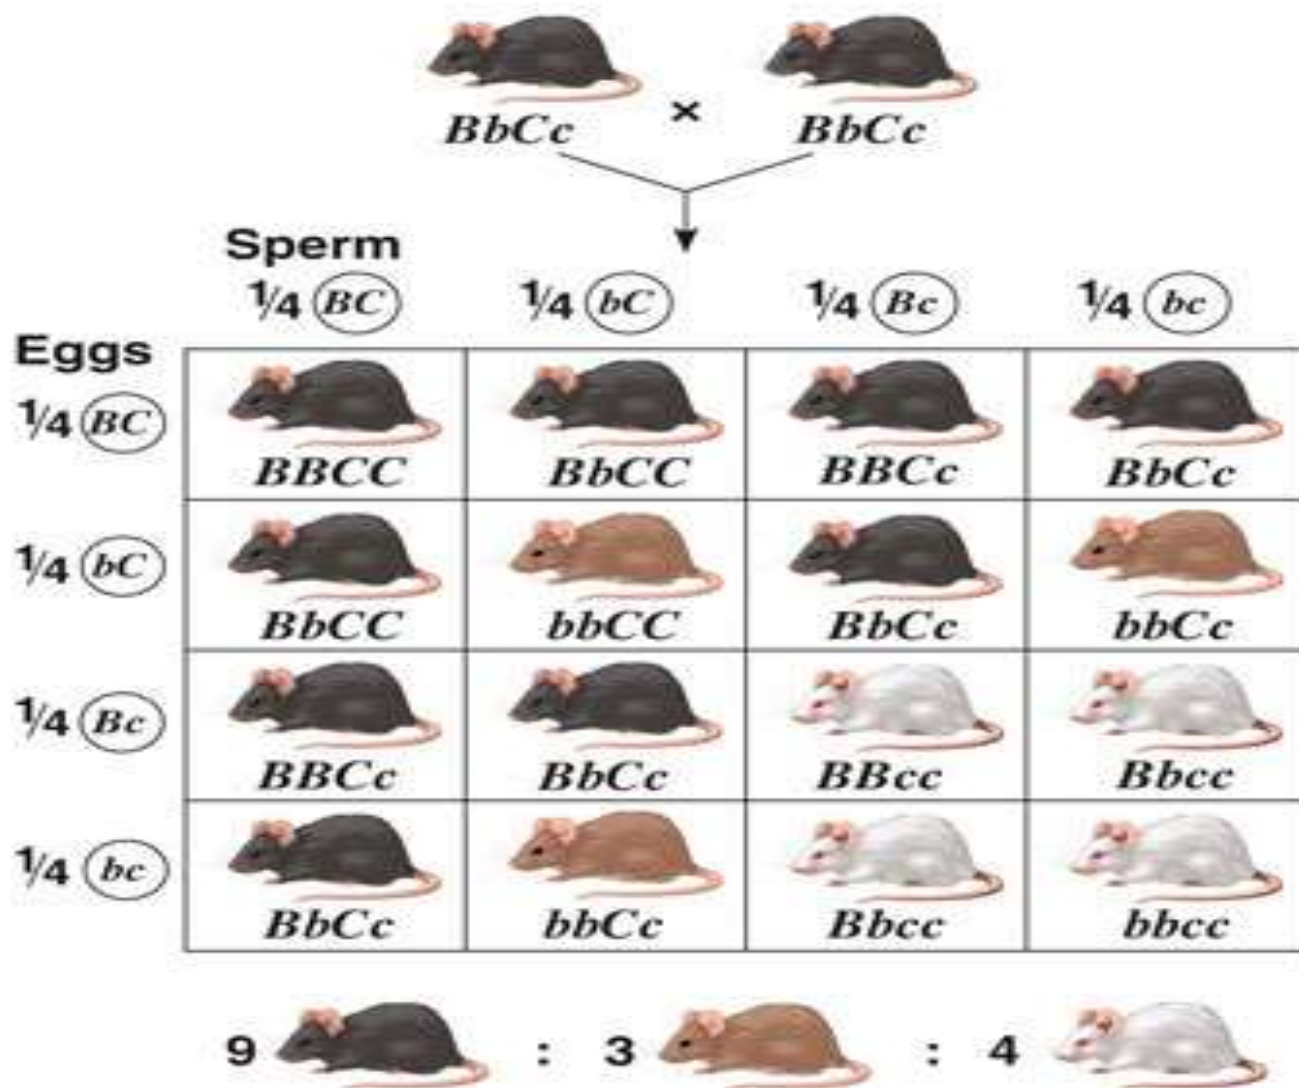 BbCc × BbCc
Sperm
1/4 BC 1/4 bC 1/4 Bc 1/4 bc
Eggs
1/4 BC
BBCC BbCC BBCc BbCc
1/4 bC
BbCC bbCC BbCc bbCc
1/4 Bc
BBCc BbCc BBcc Bbcc
1/4 bc
BbCc bbCc Bbcc bbcc
9 : 3 : 4